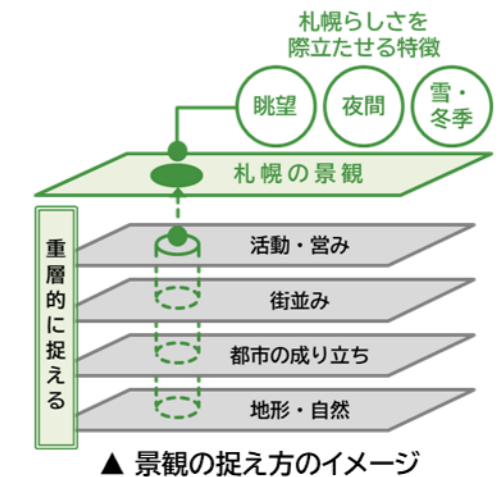 札幌らしさを
際立たせる特徴
眺望
夜間
雪・
冬季
札幌の景観
重層的に捉える
活動・営み
街並み
都市の成り立ち
地形・自然
▲ 景観の捉え方のイメージ